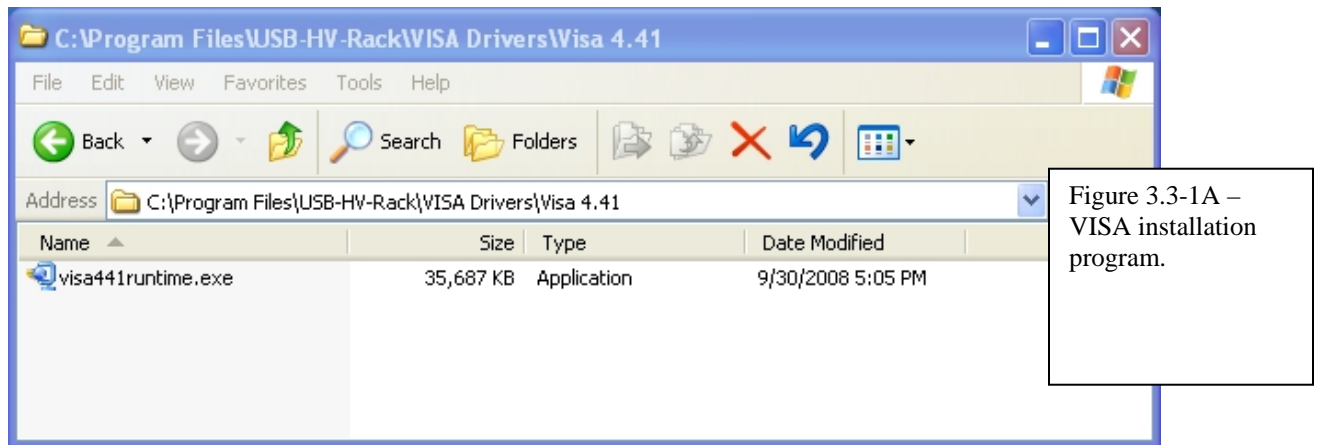 C:\Program Files\USB-HV-Rack\VISA Drivers\Visa 4.41
File Edit View Favorites Tools Help
Back Search Folders
Address C:\Program Files\USB-HV-Rack\VISA Drivers\Visa 4.41
Name Size Type Date Modified
visa441runtime.exe 35,687 KB Application 9/30/2008 5:05 PM
Figure 3.3-1A –
VISA installation
program.